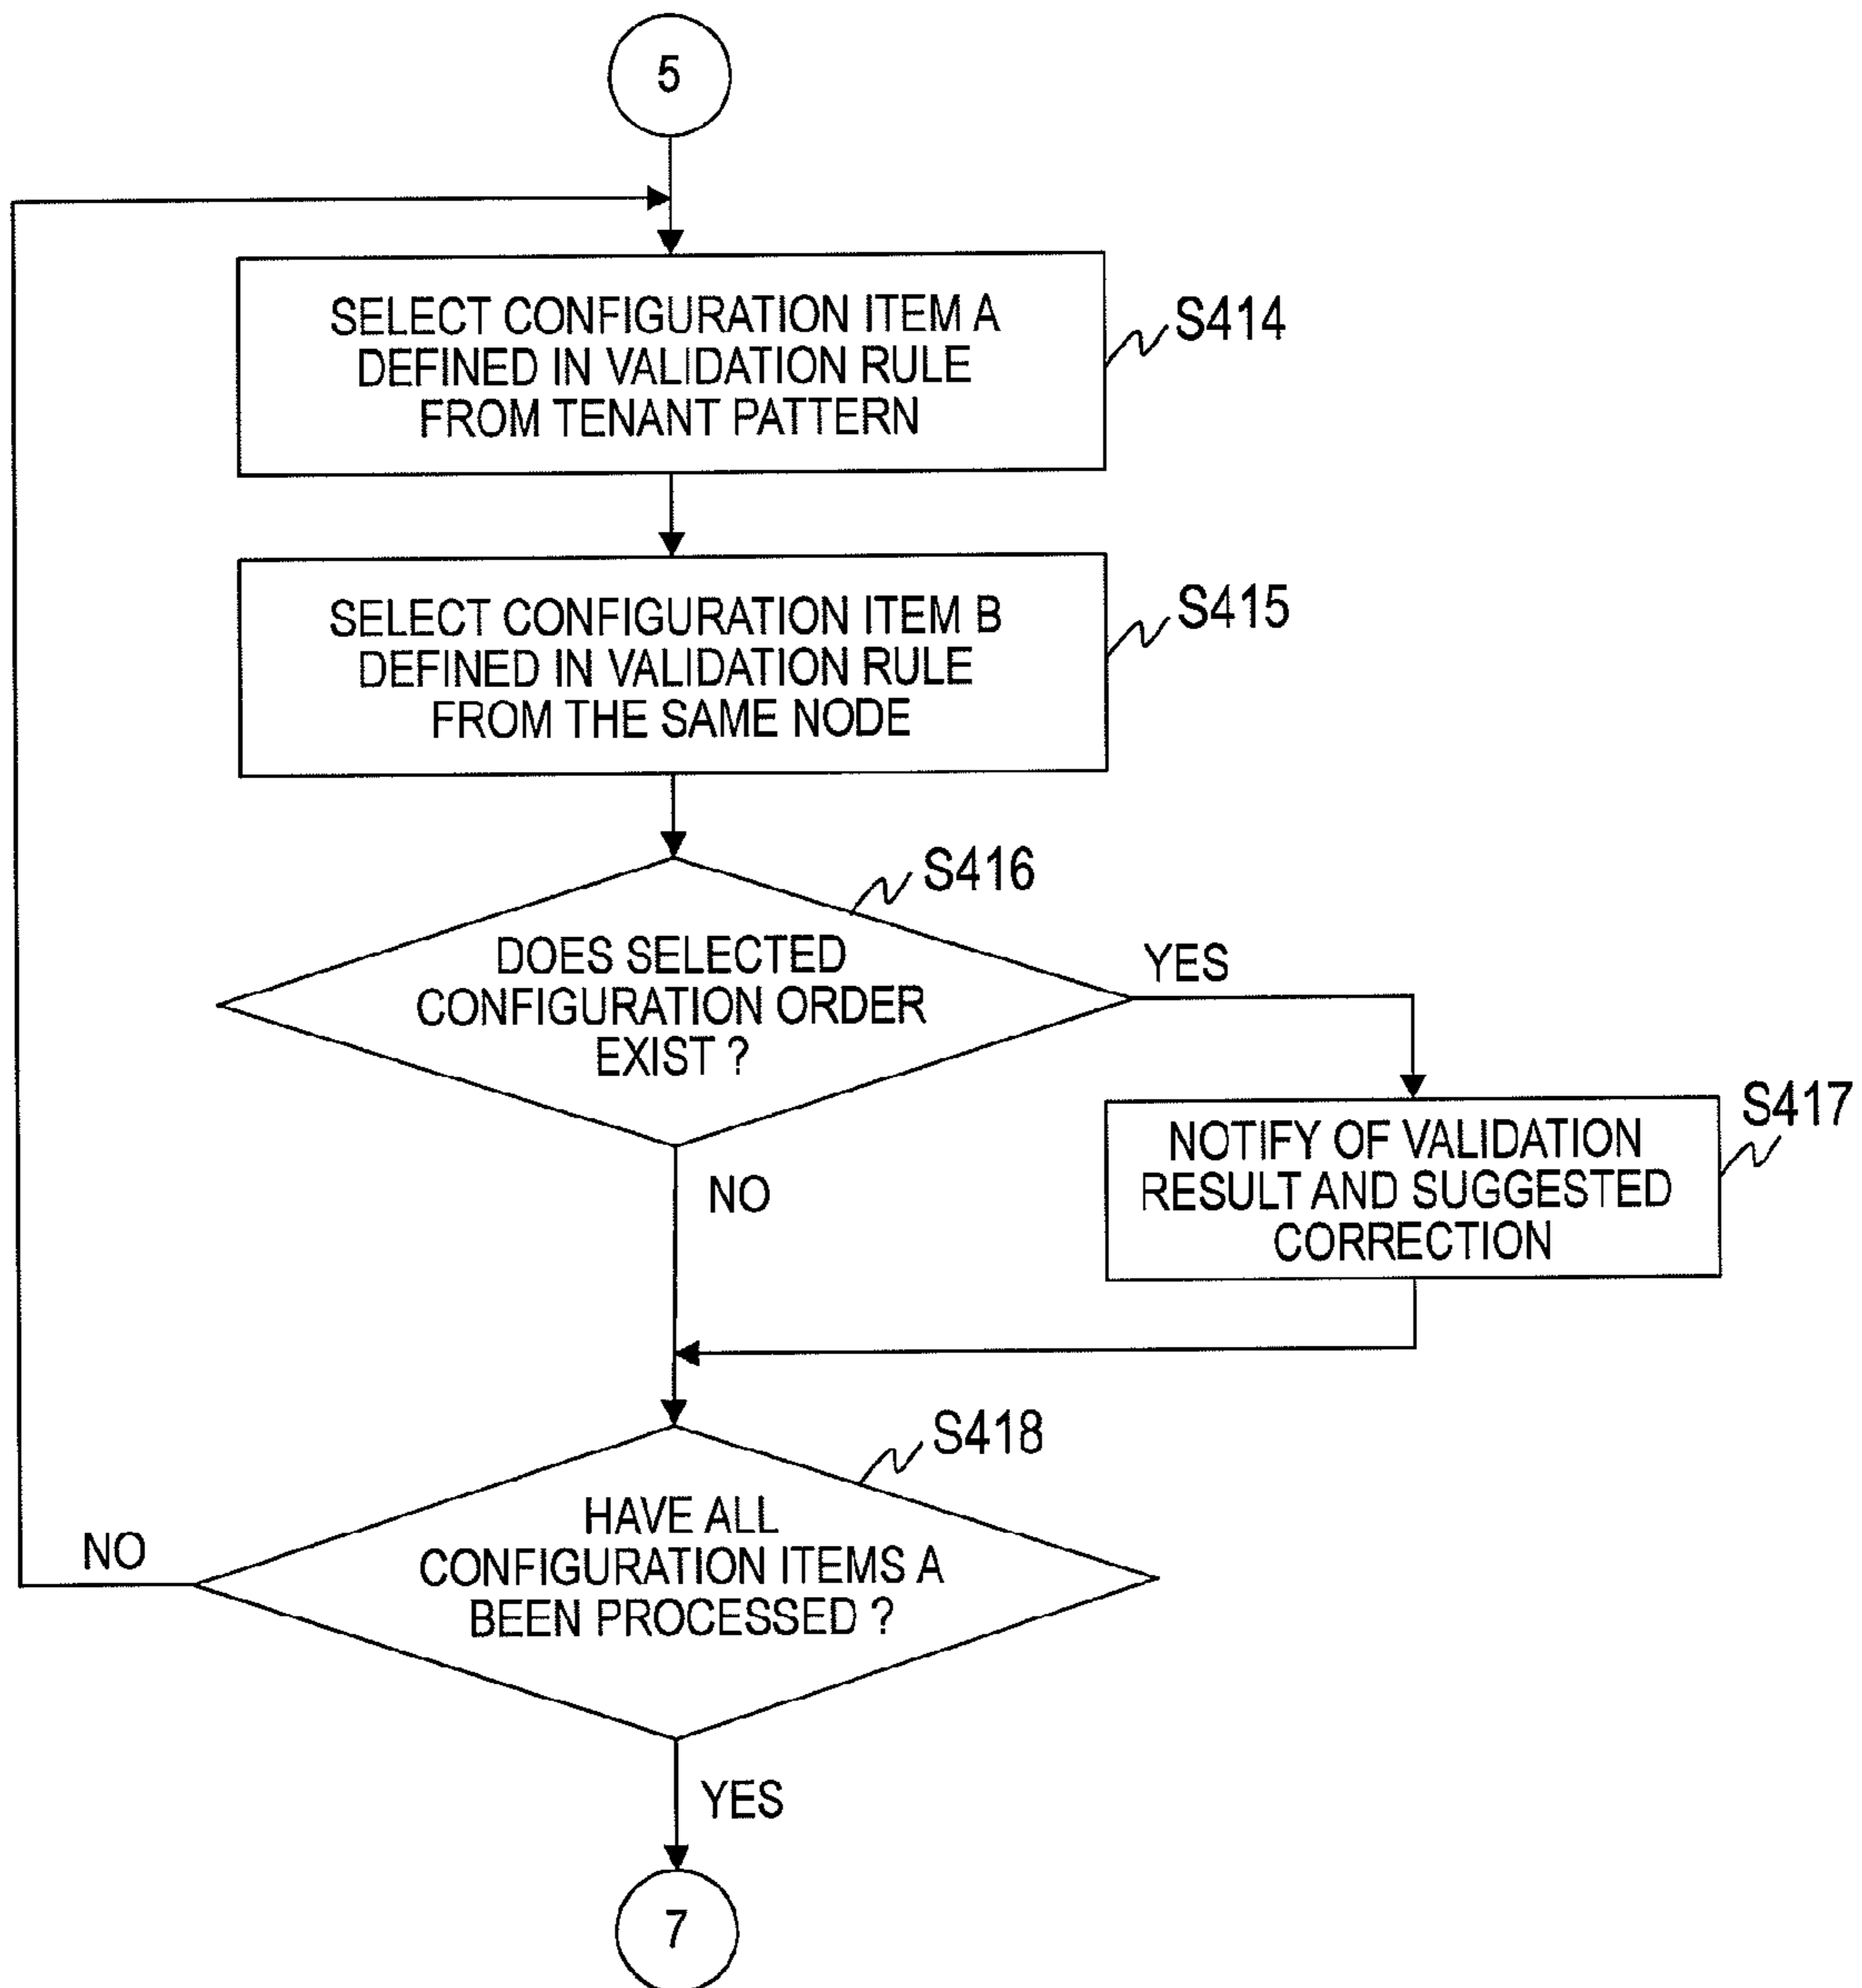 5
SELECT CONFIGURATION ITEM A
DEFINED IN VALIDATION RULE
FROM TENANT PATTERN
S414
SELECT CONFIGURATION ITEM B
DEFINED IN VALIDATION RULE
FROM THE SAME NODE
S415
S416
DOES SELECTED
CONFIGURATION ORDER
EXIST ?
YES
NO
S417
NOTIFY OF VALIDATION
RESULT AND SUGGESTED
CORRECTION
S418
HAVE ALL
CONFIGURATION ITEMS A
BEEN PROCESSED ?
NO
YES
7